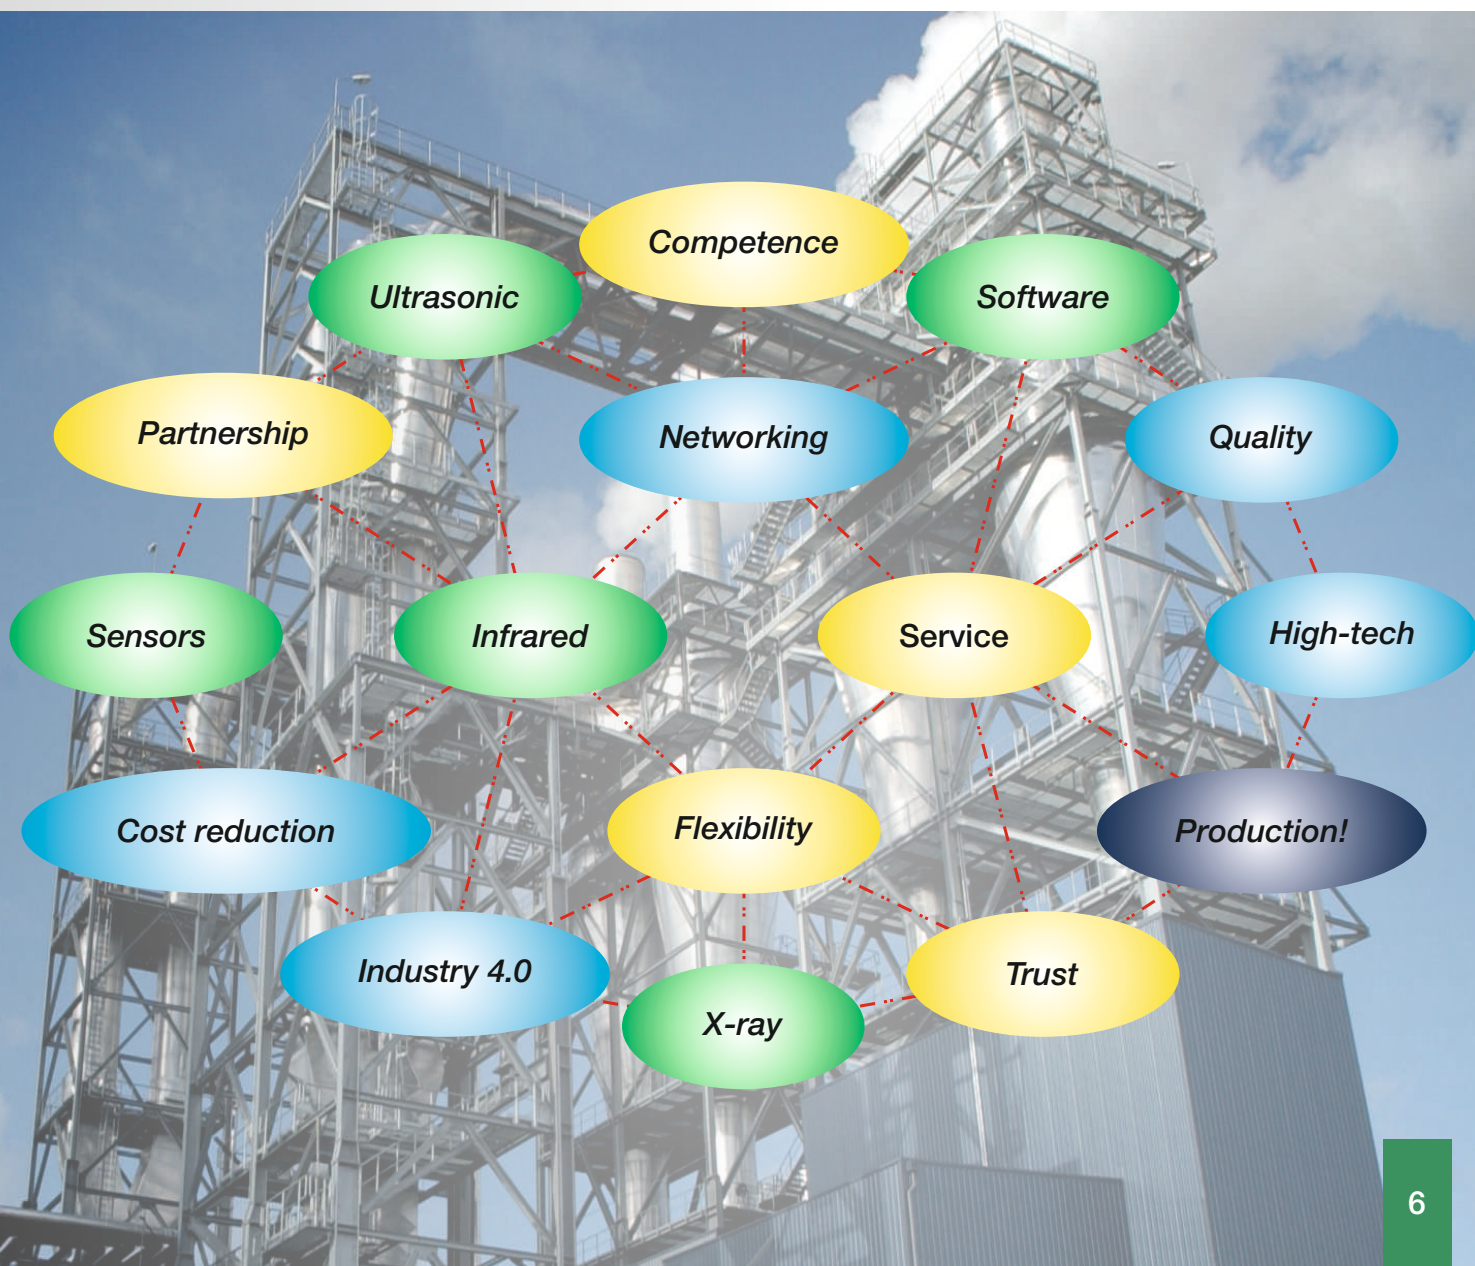 Competence
Ultrasonic
Software
Partnership
Networking
Quality
Sensors
Infrared
Service
High-tech
Cost reduction
Flexibility
Production!
Industry 4.0
Trust
X-ray
6